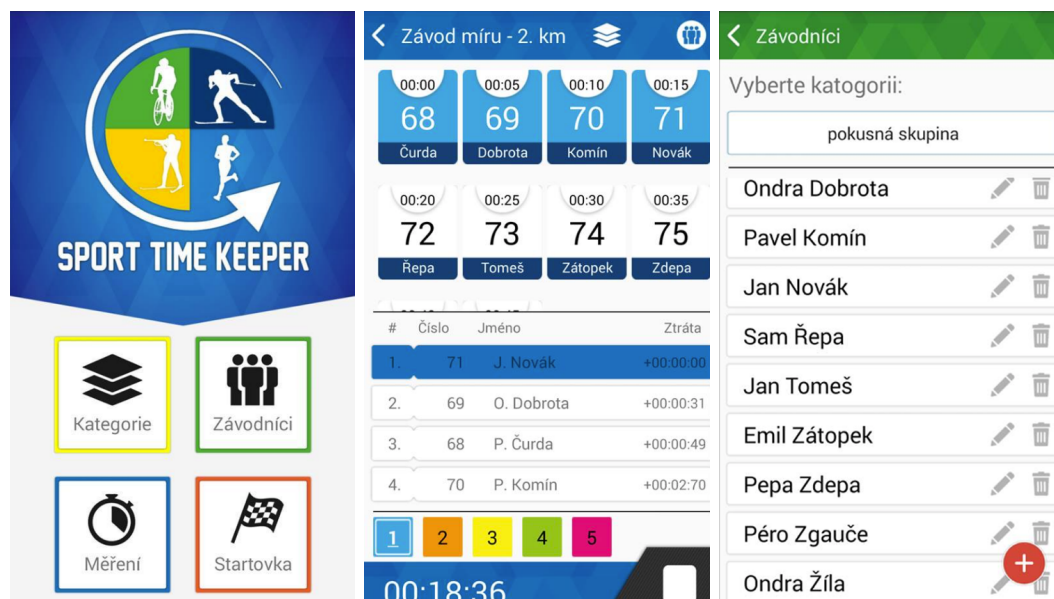 SPORT TIME KEEPER
Kategorie
Závodníci
Měření
Startovka
Závod míru - 2. km
00:00 00:05 00:10 00:15
68 69 70 71
Čurda Dobrota Komín Novák
00:20 00:25 00:30 00:35
72 73 74 75
Řepa Tomeš Zátopek Zdepa
# Číslo Jméno Ztráta
1. 71 J. Novák +00:00:00
2. 69 O. Dobrota +00:00:31
3. 68 P. Čurda +00:00:49
4. 70 P. Komín +00:02:70
1 2 3 4 5
00:18:36
Závodníci
Vyberte katogorii:
pokusná skupina
Ondra Dobrota
Pavel Komín
Jan Novák
Sam Řepa
Jan Tomeš
Emil Zátopek
Pepa Zdepa
Péro Zgauče
Ondra Žíla